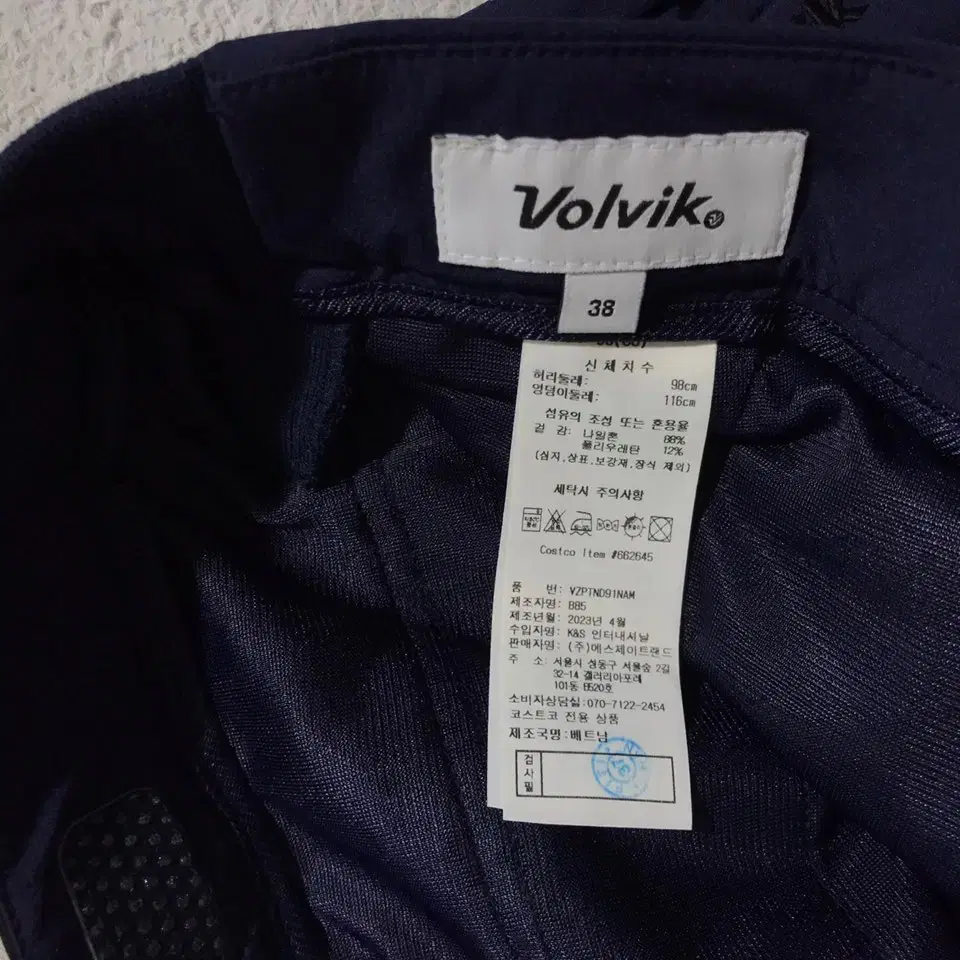 Volvik
38
신체치수
허리둘레: 98cm
엉덩이둘레: 116cm
섬유의 조성 또는 혼용율
겉 감: 나일론 88%
폴리우레탄 12%
(심지,상표,보강재,장식 제외)
세탁시 주의사항
Costco Item #662645
품 번: VZPTND91NAM
제조자명: BB5
제조년월: 2023년 4월
수입자명: K&S 인터내셔날
판매자명: (주)에스제이트랜드
주 소: 서울시 성동구 서울숲 2길
32-14 갤러리아포레
101동 B520호
소비자상담실:070-7122-2454
코스트코 전용 상품
제조국명:베트남
검사필